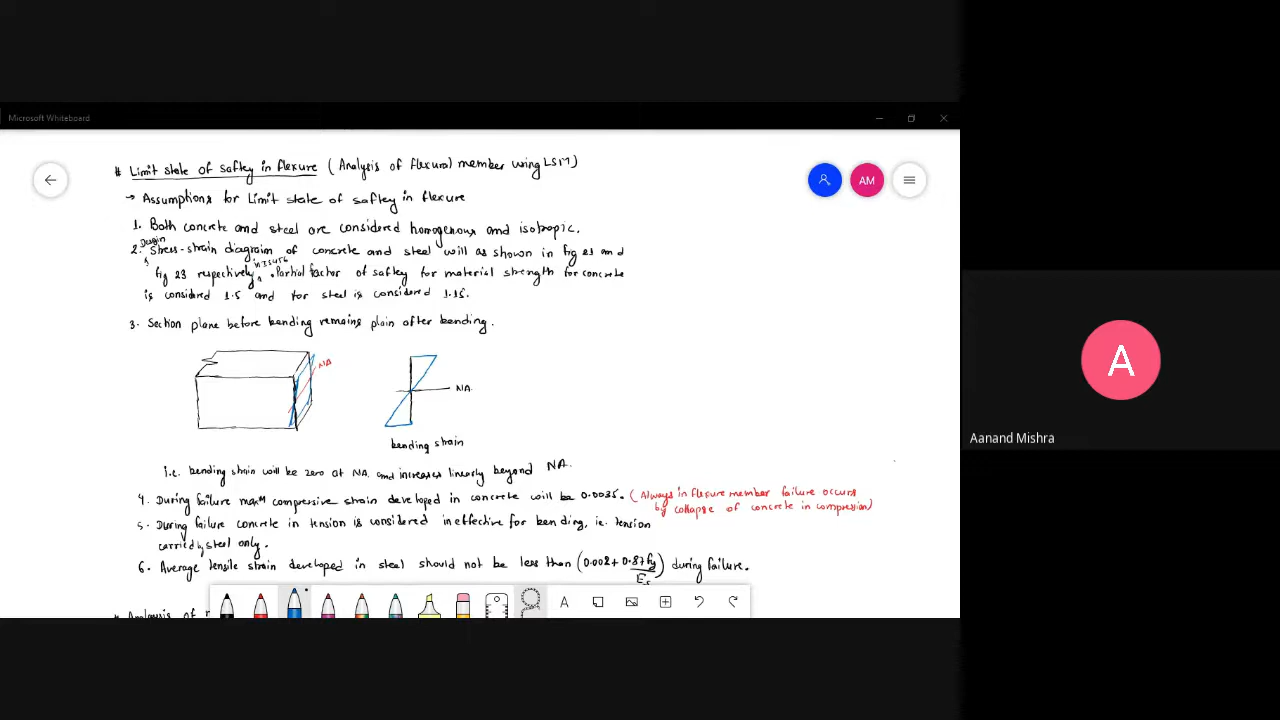 Microsoft Whiteboard
# Limit state of saftey in flexure (Analysis of flexural member using LSM)
AM
→ Assumptions for Limit state of saftey in flexure
1. Both concrete and steel are considered homogenous and isotropic.
Design
2. Stress-strain diagram of concrete and steel will as shown in fig 21 and
fig 23 respectively in IS456. Partial factor of saftey for material strength for concrete
is considered 1.5 and for steel is considered 1.15.
3. Section plane before bending remains plain after bending.
NA
NA
bending strain
i.e. bending strain will be zero at NA and increases linearly beyond NA.
4. During failure maxm compressive strain developed in concrete will be 0.0035. (Always in flexure member failure occurs
by collapse of concrete in compression)
5. During failure concrete in tension is considered ineffective for bending, i.e. tension
carried by steel only.
6. Average tensile strain developed in steel should not be less than (0.002 + 0.87fy/Es) during failure.
# Analysis of
A
A
Aanand Mishra